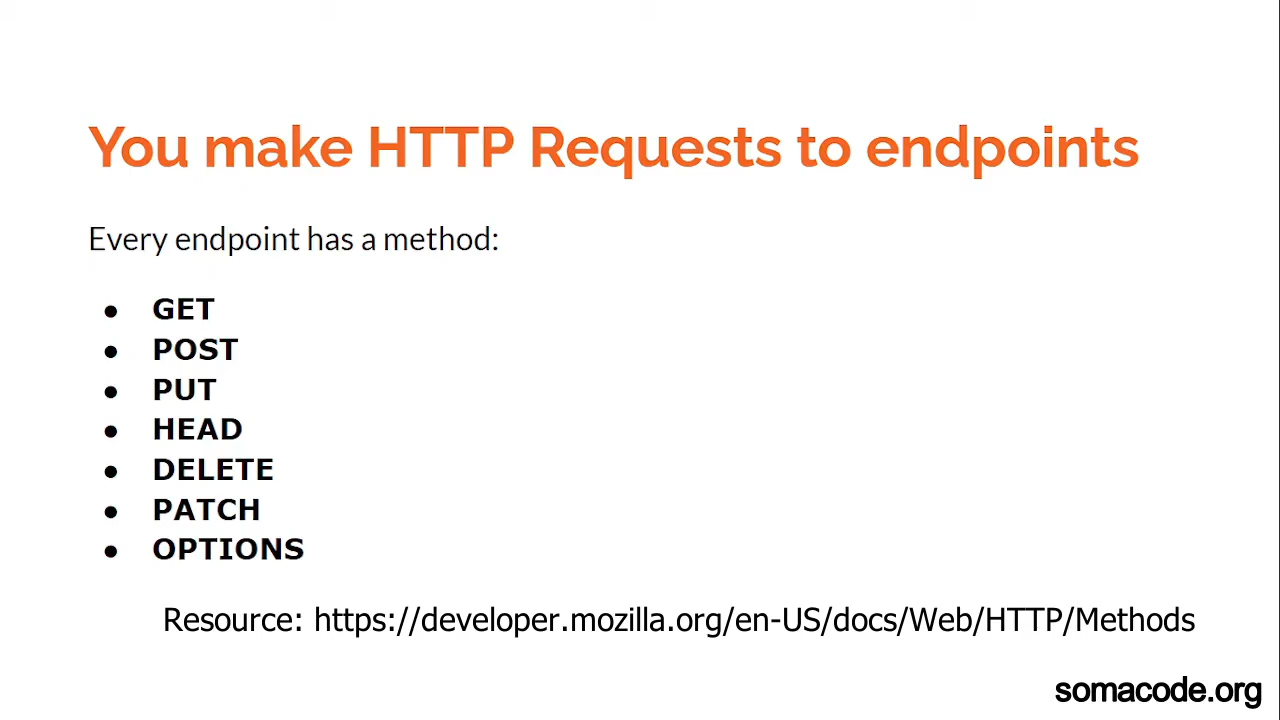 You make HTTP Requests to endpoints
Every endpoint has a method:
● GET
● POST
● PUT
● HEAD
● DELETE
● PATCH
● OPTIONS
Resource: https://developer.mozilla.org/en-US/docs/Web/HTTP/Methods
somacode.org